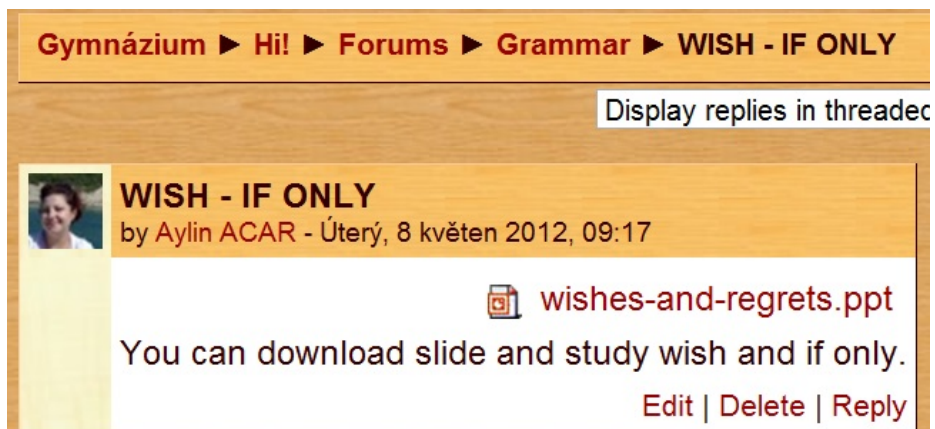 Gymnázium ► Hi! ► Forums ► Grammar ► WISH - IF ONLY
Display replies in threaded
WISH - IF ONLY
by Aylin ACAR - Úterý, 8 květen 2012, 09:17
wishes-and-regrets.ppt
You can download slide and study wish and if only.
Edit | Delete | Reply